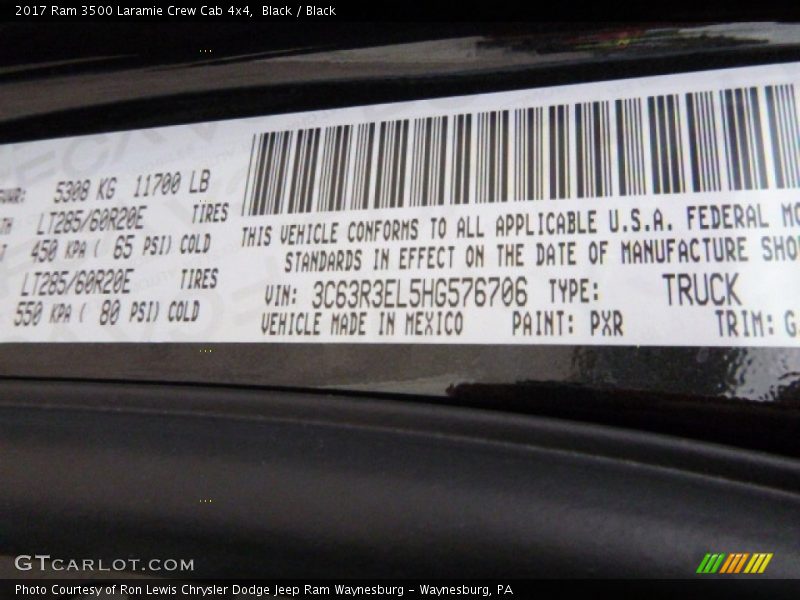 2017 Ram 3500 Laramie Crew Cab 4x4, Black / Black
GVWR: 5308 KG 11700 LB
LT285/60R20E TIRES
450 KPA ( 65 PSI) COLD
LT285/60R20E TIRES
550 KPA ( 80 PSI) COLD
THIS VEHICLE CONFORMS TO ALL APPLICABLE U.S.A. FEDERAL MO
STANDARDS IN EFFECT ON THE DATE OF MANUFACTURE SHO
VIN: 3C63R3EL5HG576706 TYPE: TRUCK
VEHICLE MADE IN MEXICO PAINT: PXR TRIM: G
GTCARLOT.COM
Photo Courtesy of Ron Lewis Chrysler Dodge Jeep Ram Waynesburg – Waynesburg, PA